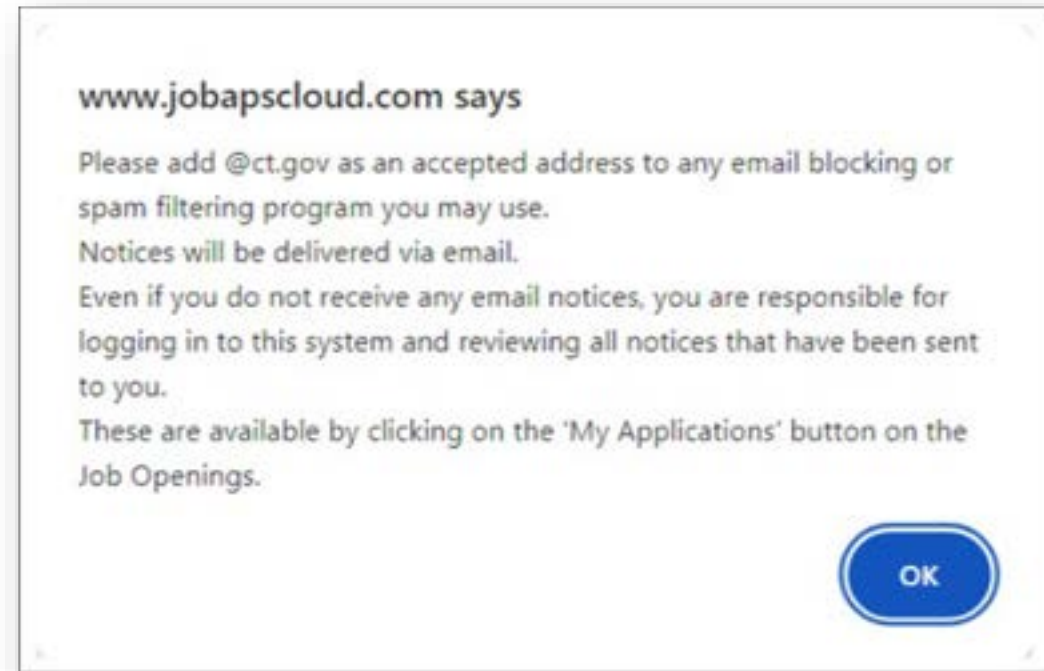 www.jobapscloud.com says
Please add @ct.gov as an accepted address to any email blocking or
spam filtering program you may use.
Notices will be delivered via email.
Even if you do not receive any email notices, you are responsible for
logging in to this system and reviewing all notices that have been sent
to you.
These are available by clicking on the 'My Applications' button on the
Job Openings.
OK